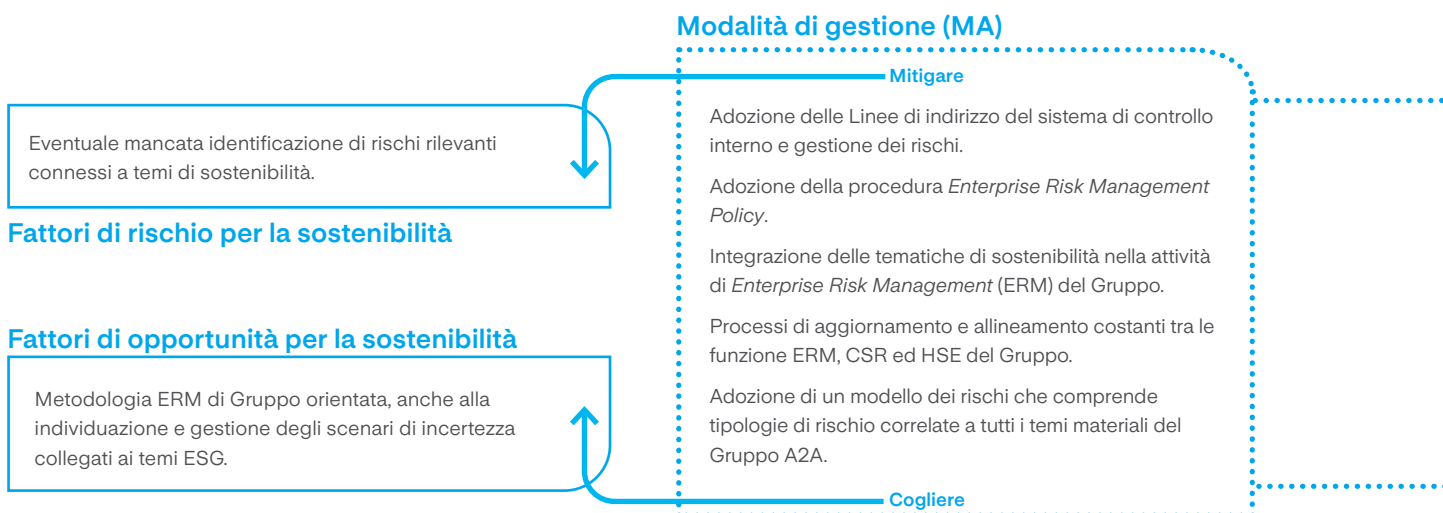 Modalità di gestione (MA)
Mitigare
Eventuale mancata identificazione di rischi rilevanti
connessi a temi di sostenibilità.
Fattori di rischio per la sostenibilità
Fattori di opportunità per la sostenibilità
Metodologia ERM di Gruppo orientata, anche alla
individuazione e gestione degli scenari di incertezza
collegati ai temi ESG.
Adozione delle Linee di indirizzo del sistema di controllo
interno e gestione dei rischi.
Adozione della procedura Enterprise Risk Management
Policy.
Integrazione delle tematiche di sostenibilità nella attività
di Enterprise Risk Management (ERM) del Gruppo.
Processi di aggiornamento e allineamento costanti tra le
funzione ERM, CSR ed HSE del Gruppo.
Adozione di un modello dei rischi che comprende
tipologie di rischio correlate a tutti i temi materiali del
Gruppo A2A.
Cogliere